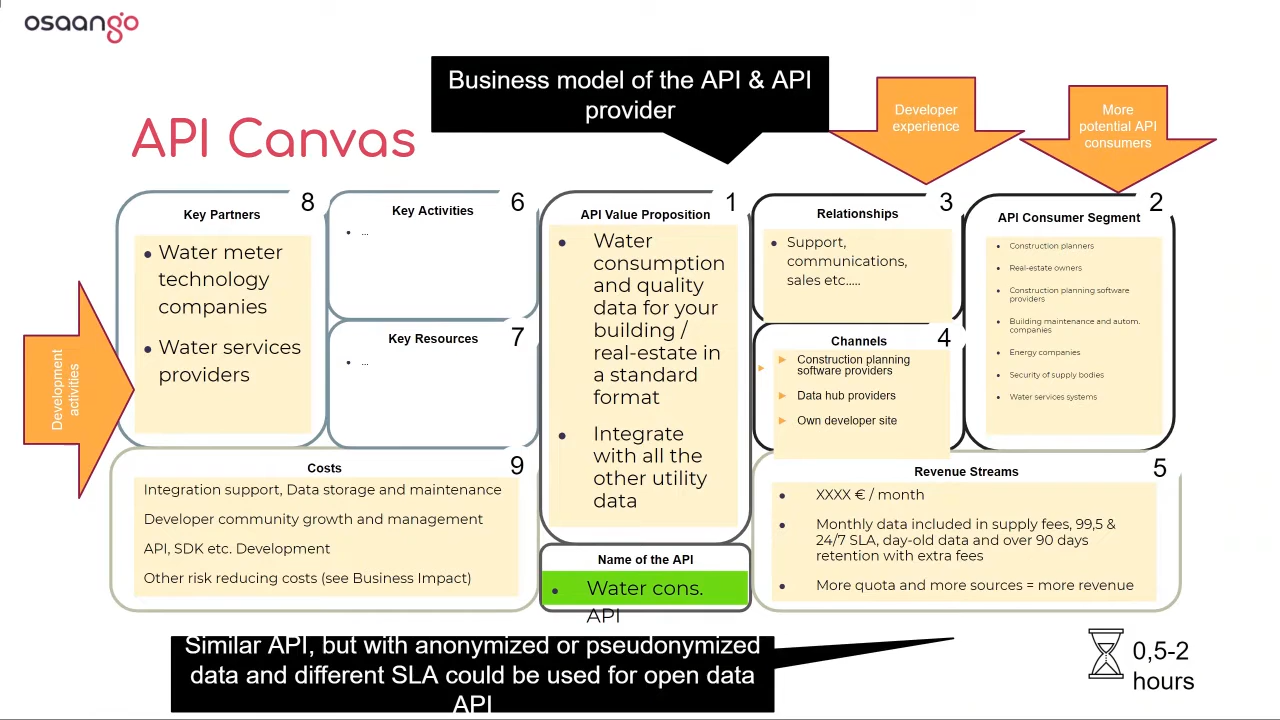 osaango
Business model of the API & API
provider
Developer
experience
More
potential API
consumers
API Canvas
Key Partners
8
Water meter
technology
companies
Water services
providers
Key Activities
6
...
Key Resources
7
...
API Value Proposition
1
Water
consumption
and quality
data for your
building /
real-estate in
a standard
format
Integrate
with all the
other utility
data
Relationships
3
Support,
communications,
sales etc.....
Channels
4
Construction planning
software providers
Data hub providers
Own developer site
API Consumer Segment
2
Construction planners
Real-estate owners
Construction planning software
providers
Building maintenance and autom.
companies
Energy companies
Security of supply bodies
Water services systems
Development
activities
Costs
9
Integration support, Data storage and maintenance
Developer community growth and management
API, SDK etc. Development
Other risk reducing costs (see Business Impact)
Name of the API
Water cons.
API
Revenue Streams
5
XXXX € / month
Monthly data included in supply fees, 99,5 &
24/7 SLA, day-old data and over 90 days
retention with extra fees
More quota and more sources = more revenue
Similar API, but with anonymized or pseudonymized
data and different SLA could be used for open data
API
0,5-2
hours